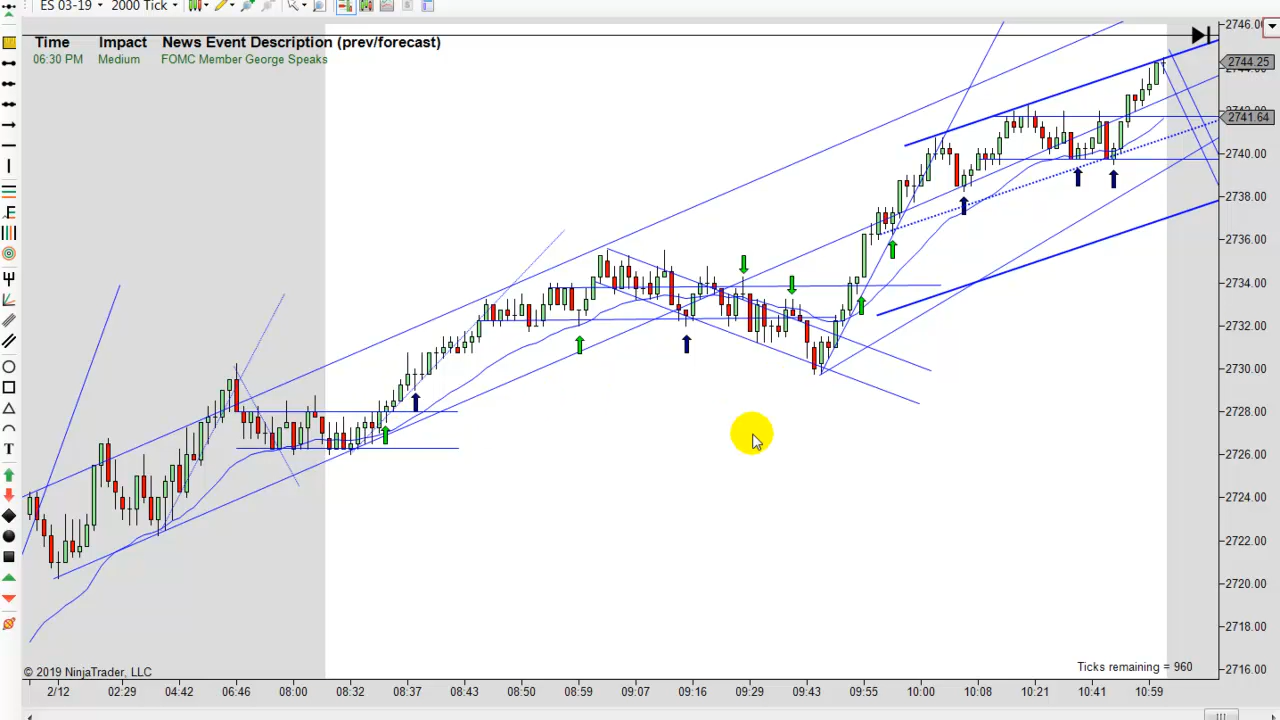 ES 03-19 2000 Tick
Time Impact News Event Description (prev/forecast)
06:30 PM Medium FOMC Member George Speaks
2746.00
2744.25
2741.64
2740.00
2738.00
2736.00
2734.00
2732.00
2730.00
2728.00
2726.00
2724.00
2722.00
2720.00
2718.00
2716.00
T
© 2019 NinjaTrader, LLC
Ticks remaining = 960
2/12 02:29 04:42 06:46 08:00 08:32 08:37 08:43 08:50 08:59 09:07 09:16 09:29 09:43 09:55 10:00 10:08 10:21 10:41 10:59